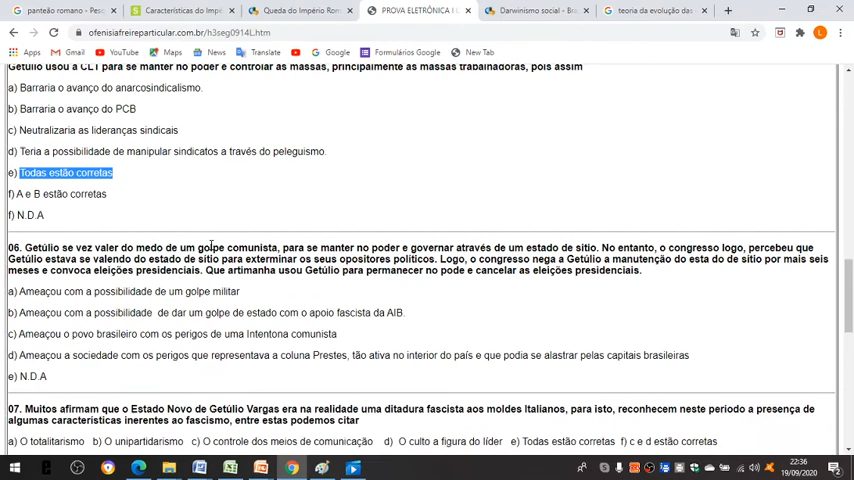 panteão romano - Pesq
Características do Impé
Queda do Império Rom
PROVA ELETRÔNICA H
Darwinismo social - Bra
teoria da evolução das
ofenisiafreireparticular.com.br/h3seg0914L.htm
Apps
Gmail
YouTube
Maps
News
Translate
Google
Formulários Google
New Tab
Getúlio usou a CLT para se manter no poder e controlar as massas, principalmente as massas trabalhadoras, pois assim
a) Barraria o avanço do anarcosindicalismo.
b) Barraria o avanço do PCB
c) Neutralizaria as lideranças sindicais
d) Teria a possibilidade de manipular sindicatos a través do peleguismo.
e) Todas estão corretas
f) A e B estão corretas
f) N.D.A
06. Getúlio se vez valer do medo de um golpe comunista, para se manter no poder e governar através de um estado de sitio. No entanto, o congresso logo, percebeu que
Getúlio estava se valendo do estado de sítio para exterminar os seus opositores políticos. Logo, o congresso nega a Getúlio a manutenção do esta do de sítio por mais seis
meses e convoca eleições presidenciais. Que artimanha usou Getúlio para permanecer no pode e cancelar as eleições presidenciais.
a) Ameaçou com a possibilidade de um golpe militar
b) Ameaçou com a possibilidade de dar um golpe de estado com o apoio fascista da AIB.
c) Ameaçou o povo brasileiro com os perigos de uma Intentona comunista
d) Ameaçou a sociedade com os perigos que representava a coluna Prestes, tão ativa no interior do país e que podia se alastrar pelas capitais brasileiras
e) N.D.A
07. Muitos afirmam que o Estado Novo de Getúlio Vargas era na realidade uma ditadura fascista aos moldes Italianos, para isto, reconhecem neste período a presença de
algumas características inerentes ao fascismo, entre estas podemos citar
a) O totalitarismo b) O unipartidarismo c) O controle dos meios de comunicação d) O culto a figura do líder e) Todas estão corretas f) c e d estão corretas
22:36
19/09/2020